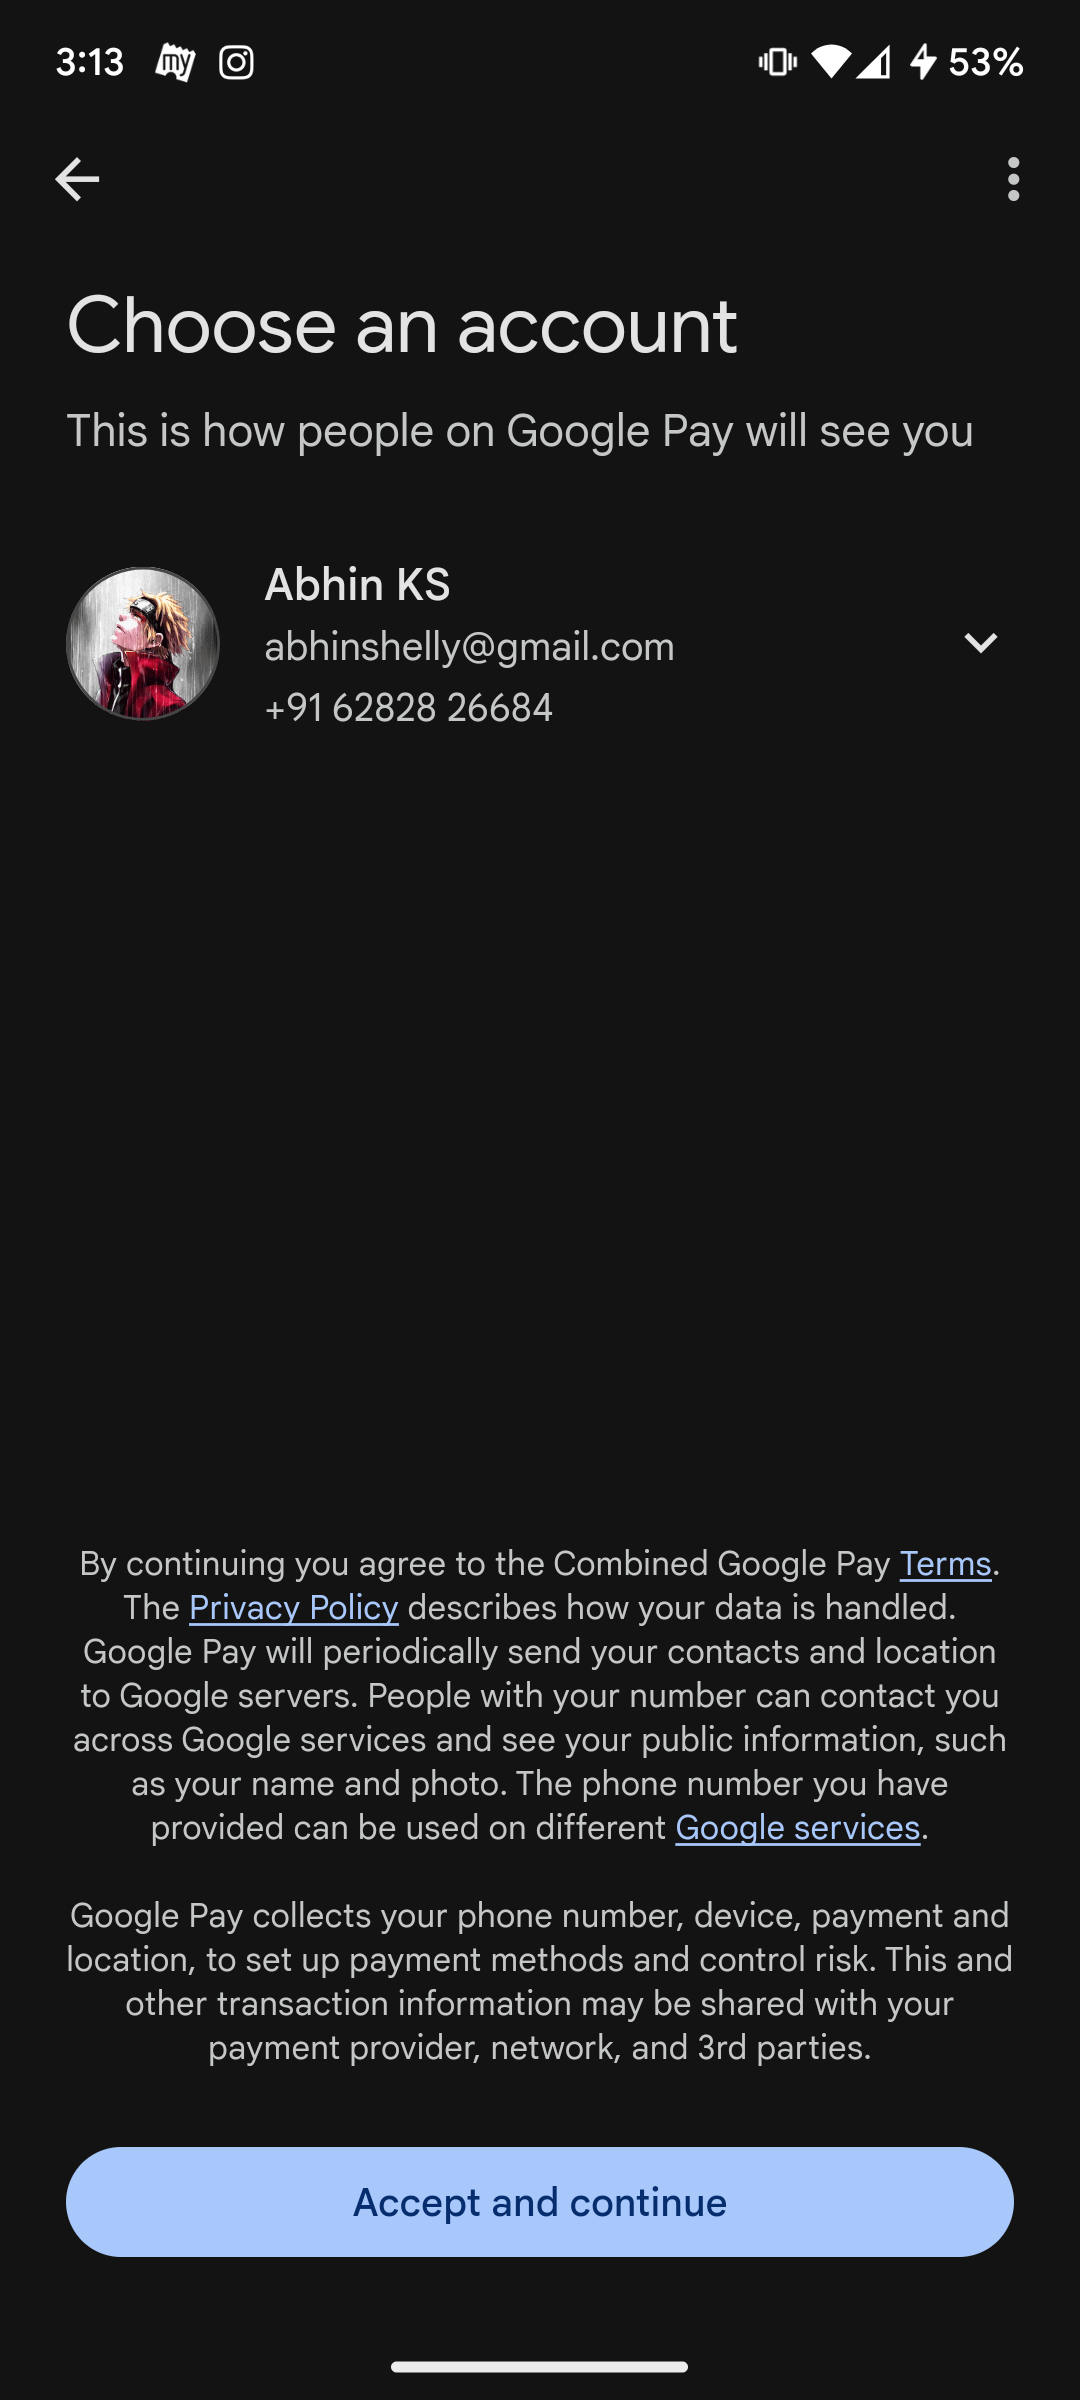 3:13 my 53%
Choose an account
This is how people on Google Pay will see you
Abhin KS
abhinshelly@gmail.com
+91 62828 26684
By continuing you agree to the Combined Google Pay Terms.
The Privacy Policy describes how your data is handled.
Google Pay will periodically send your contacts and location
to Google servers. People with your number can contact you
across Google services and see your public information, such
as your name and photo. The phone number you have
provided can be used on different Google services.
Google Pay collects your phone number, device, payment and
location, to set up payment methods and control risk. This and
other transaction information may be shared with your
payment provider, network, and 3rd parties.
Accept and continue